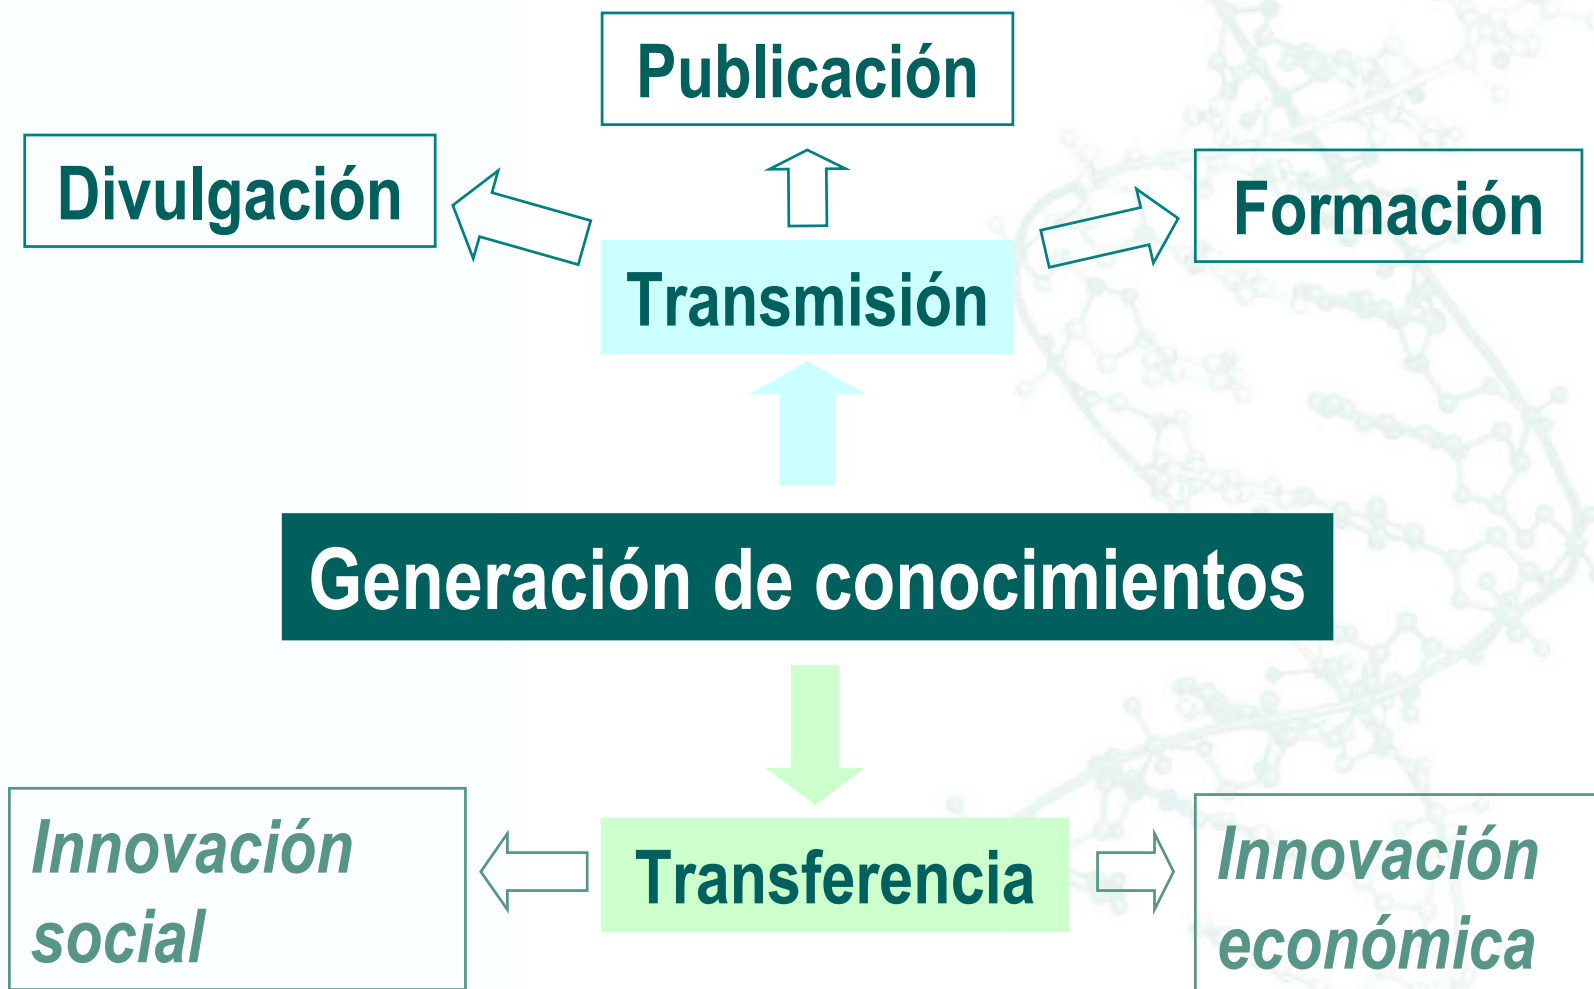 Publicación
Divulgación
Formación
Transmisión
Generación de conocimientos
Transferencia
Innovación
social
Innovación
económica